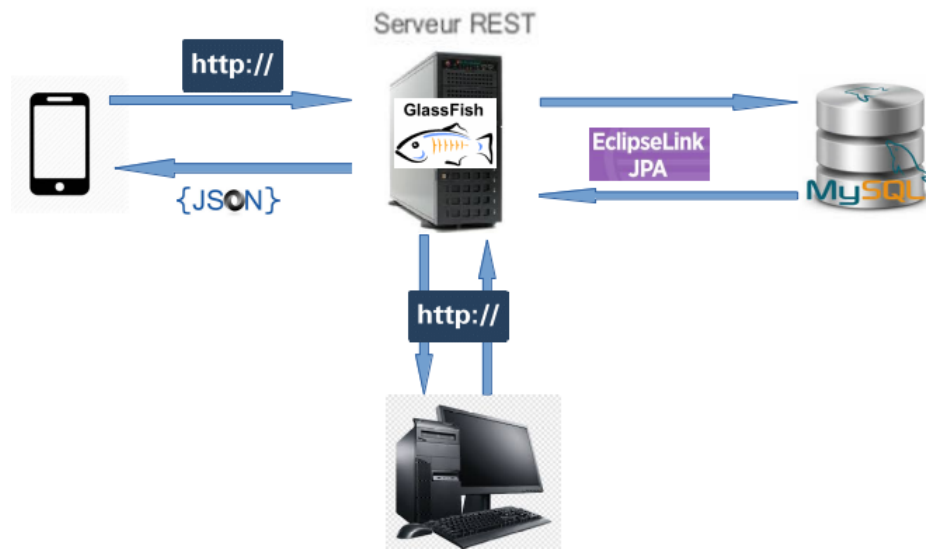 Serveur REST
http://
GlassFish
EclipseLink
JPA
{JSON}
MySQL
http://